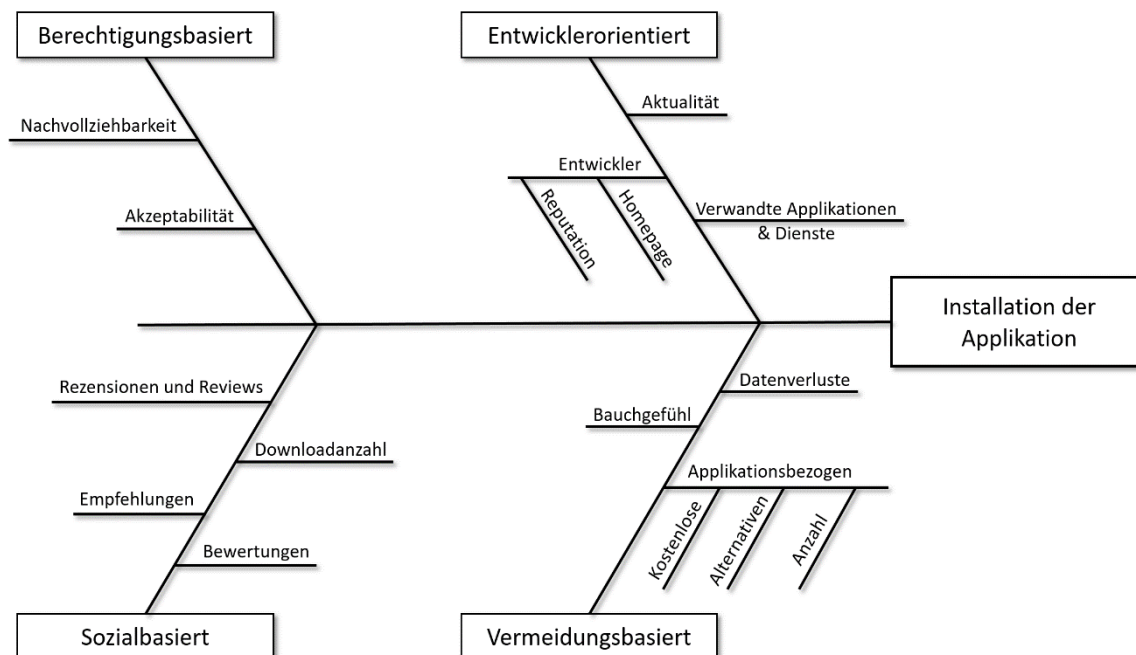 Berechtigungsbasiert
Entwicklerorientiert
Nachvollziehbarkeit
Akzeptabilität
Aktualität
Entwickler
Reputation
Homepage
Verwandte Applikationen
& Dienste
Installation der
Applikation
Rezensionen und Reviews
Downloadanzahl
Empfehlungen
Bewertungen
Datenverluste
Bauchgefühl
Applikationsbezogen
Kostenlose
Alternativen
Anzahl
Sozialbasiert
Vermeidungsbasiert